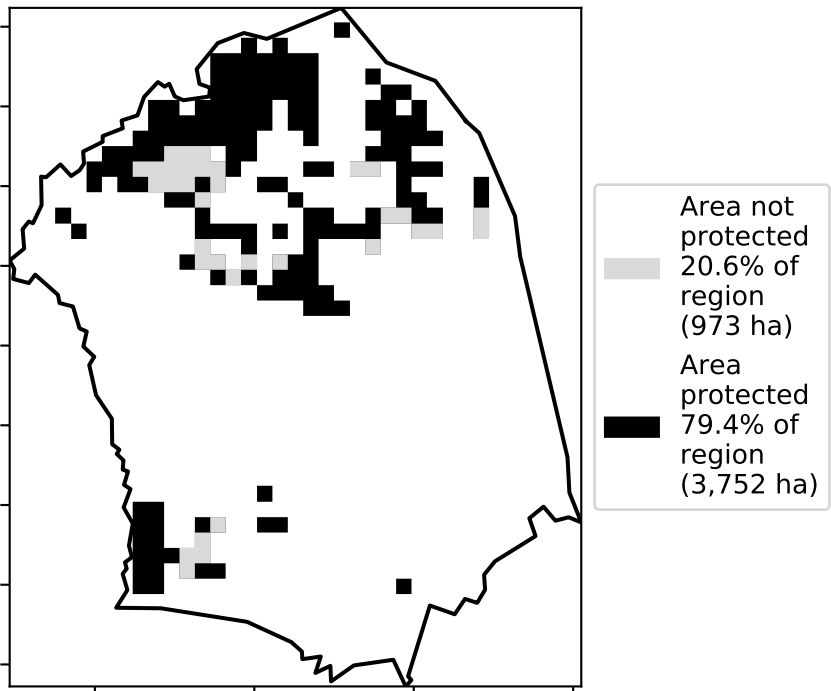 Area not
protected
20.6% of
region
(973 ha)
Area
protected
79.4% of
region
(3,752 ha)